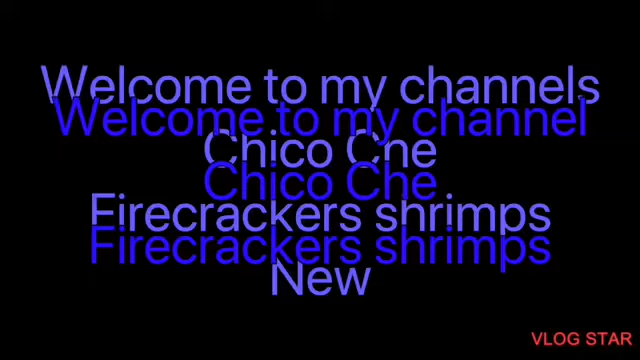 Welcome to my channels
Welcome to my channel
Chico Che
Chico Che
Firecrackers shrimps
Firecrackers shrimps
New
VLOG STAR